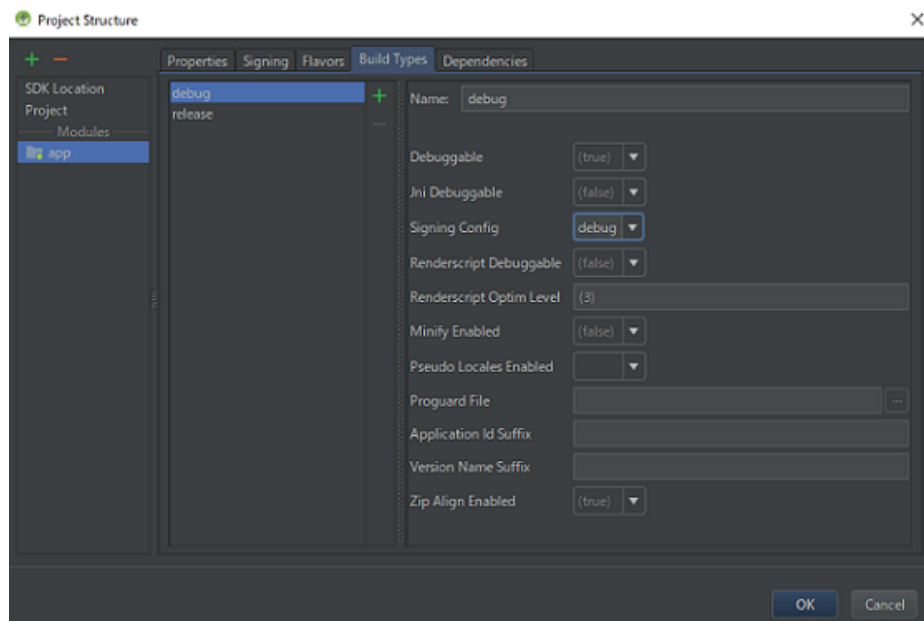 Project Structure
SDK Location
Project
Modules
app
Properties Signing Flavors Build Types Dependencies
debug
release
Name: debug
Debuggable (true)
Jni Debuggable (false)
Signing Config debug
Renderscript Debuggable (false)
Renderscript Optim Level (3)
Minify Enabled (false)
Pseudo Locales Enabled
Proguard File ...
Application Id Suffix
Version Name Suffix
Zip Align Enabled (true)
OK Cancel